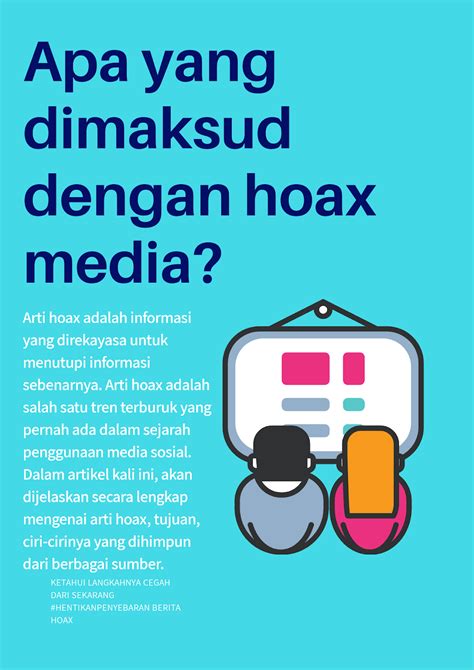 Apa yang
dimaksud
dengan hoax
media?
Arti hoax adalah informasi
yang direkayasa untuk
menutupi informasi
sebenarnya. Arti hoax adalah
salah satu tren terburuk yang
pernah ada dalam sejarah
penggunaan media sosial.
Dalam artikel kali ini, akan
dijelaskan secara lengkap
mengenai arti hoax, tujuan,
ciri-cirinya yang dihimpun
dari berbagai sumber.
KETAHUI LANGKAHNYA CEGAH
DARI SEKARANG
#HENTIKANPENYEBARAN BERITA
HOAX